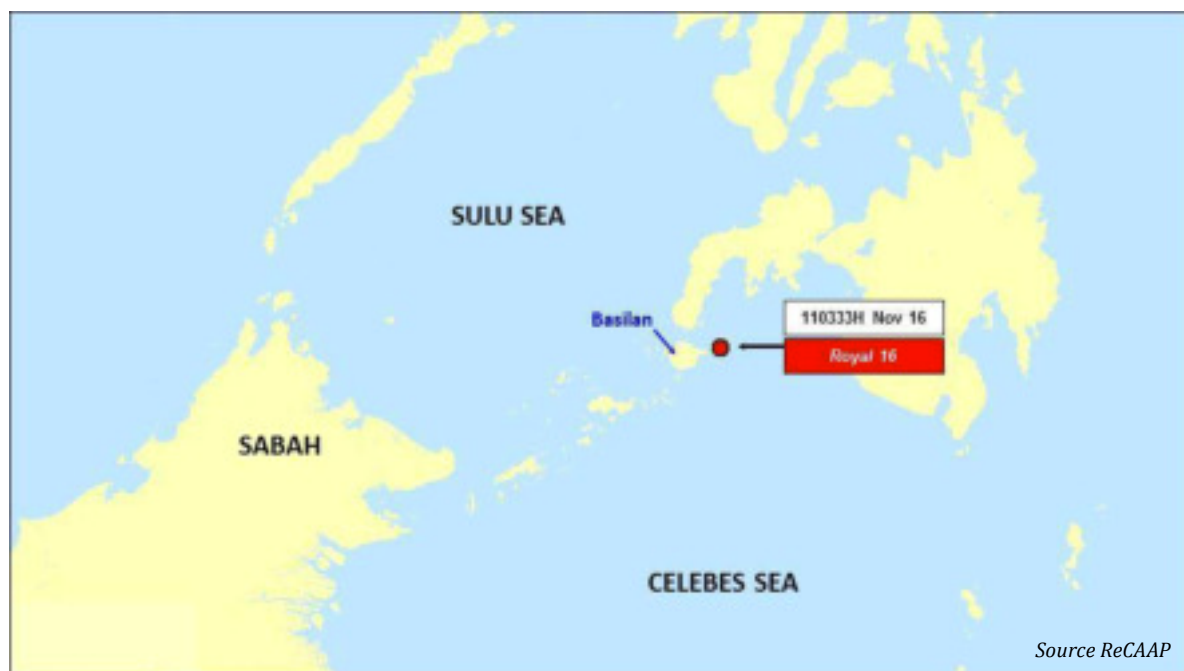 SULU SEA
Basilan
110333H Nov 16
Royal 16
SABAH
CELEBES SEA
Source ReCAAP